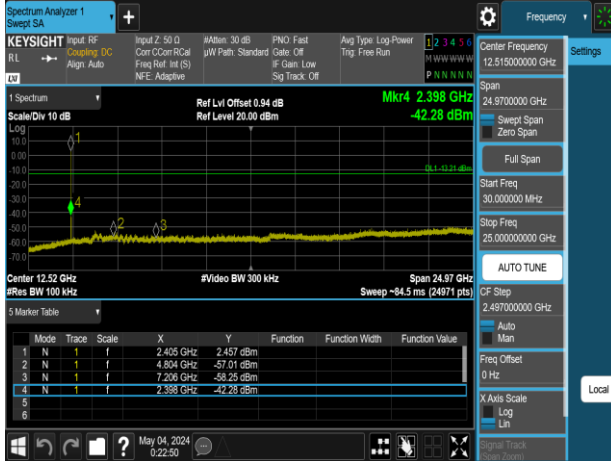 Spectrum Analyzer 1
Swept SA
+
Frequency
KEYSIGHT Input: RF Input Z: 50 Ω #Atten: 30 dB PNO: Fast Avg Type: Log-Power 1 2 3 4 5 6
RL Coupling: DC Corr CCorr RCal µW Path: Standard Gate: Off Trig: Free Run M W W W W W
Align: Auto Freq Ref: Int (S) IF Gain: Low
LXI NFE: Adaptive Sig Track: Off P N N N N N
1 Spectrum
Ref Lvl Offset 0.94 dB Mkr4 2.398 GHz
Scale/Div 10 dB Ref Level 20.00 dBm -42.28 dBm
Log
10.0
0.00
-10.0
DL1 -13.21 dBm
-20.0
-30.0
-40.0
-50.0
-60.0
-70.0
1
4
2
3
Center 12.52 GHz #Video BW 300 kHz Span 24.97 GHz
#Res BW 100 kHz Sweep ~84.5 ms (24971 pts)
5 Marker Table
Mode Trace Scale X Y Function Function Width Function Value
1 N 1 f 2.405 GHz 2.457 dBm
2 N 1 f 4.804 GHz -57.01 dBm
3 N 1 f 7.206 GHz -58.25 dBm
4 N 1 f 2.398 GHz -42.28 dBm
5
6
May 04, 2024
0:22:50
?
Center Frequency
12.515000000 GHz
Span
24.9700000 GHz
Swept Span
Zero Span
Full Span
Start Freq
30.000000 MHz
Stop Freq
25.000000000 GHz
AUTO TUNE
CF Step
2.497000000 GHz
Auto
Man
Freq Offset
0 Hz
X Axis Scale
Log
Lin
Signal Track
(Span Zoom)
Settings
Local